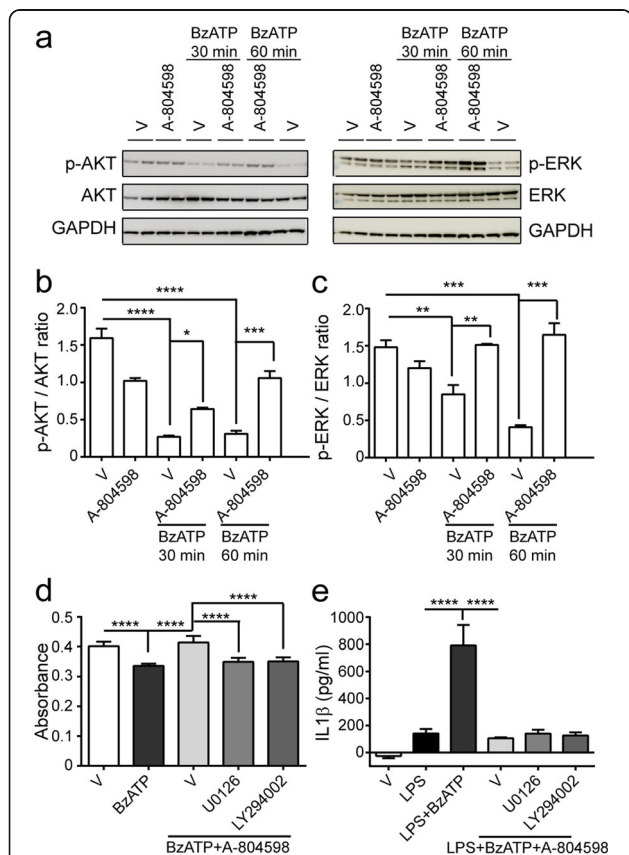 a
BzATP BzATP
30 min 60 min
V A-804598 V A-804598 A-804598 V
p-AKT
AKT
GAPDH
BzATP BzATP
30 min 60 min
V A-804598 V A-804598 A-804598 V
p-ERK
ERK
GAPDH
b
****
****
* ***
p-AKT / AKT ratio
2.0
1.5
1.0
0.5
0
V A-804598 V A-804598 V A-804598
BzATP BzATP
30 min 60 min
c
*** ***
** **
p-ERK / ERK ratio
2.0
1.5
1.0
0.5
0
V A-804598 V A-804598 V A-804598
BzATP BzATP
30 min 60 min
d
****
**** **** ****
Absorbance
0.5
0.4
0.3
0.2
0.1
0
V BzATP V U0126 LY294002
BzATP+A-804598
e
**** ****
IL1β (pg/ml)
1000
800
600
400
200
0
V LPS LPS+BzATP V U0126 LY294002
LPS+BzATP+A-804598